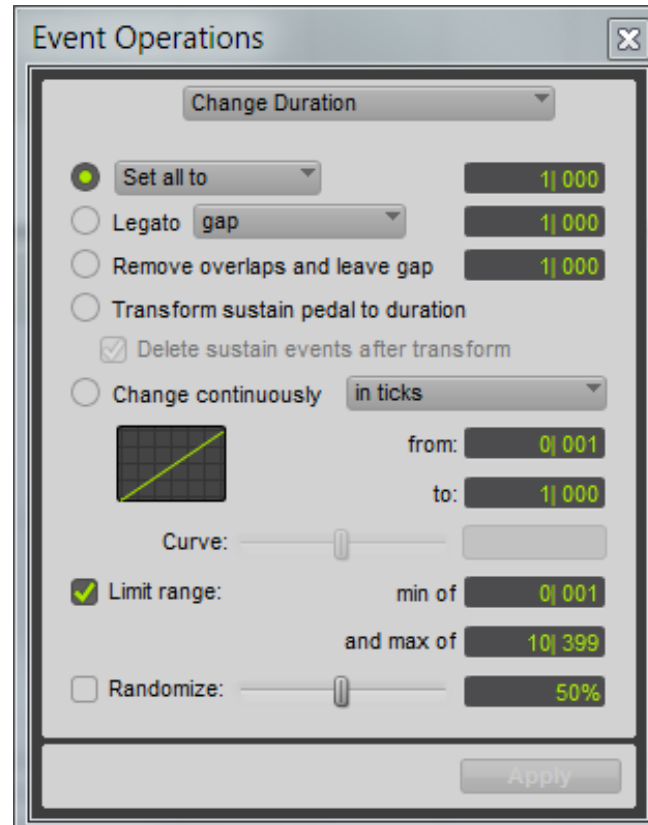 Event Operations
Change Duration
Set all to 1| 000
Legato gap 1| 000
Remove overlaps and leave gap 1| 000
Transform sustain pedal to duration
Delete sustain events after transform
Change continuously in ticks
from: 0| 001
to: 1| 000
Curve:
Limit range: min of 0| 001
and max of 10| 399
Randomize: 50%
Apply